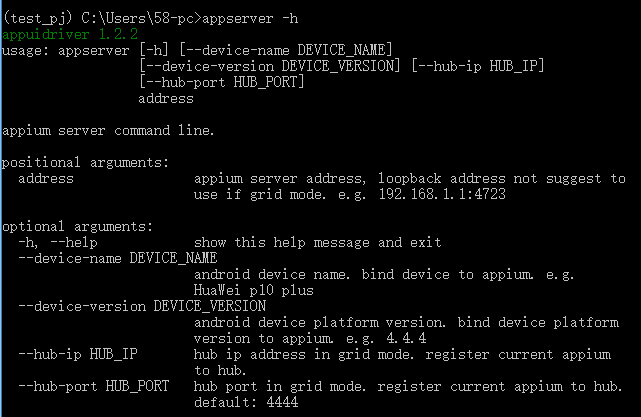 (test_pj) C:\Users\58-pc>appserver -h
appuidriver 1.2.2
usage: appserver [-h] [--device-name DEVICE_NAME]
[--device-version DEVICE_VERSION] [--hub-ip HUB_IP]
[--hub-port HUB_PORT]
address
appium server command line.
positional arguments:
address appium server address, loopback address not suggest to
use if grid mode. e.g. 192.168.1.1:4723
optional arguments:
-h, --help show this help message and exit
--device-name DEVICE_NAME
android device name. bind device to appium. e.g.
HuaWei p10 plus
--device-version DEVICE_VERSION
android device platform version. bind device platform
version to appium. e.g. 4.4.4
--hub-ip HUB_IP hub ip address in grid mode. register current appium
to hub.
--hub-port HUB_PORT hub port in grid mode. register current appium to hub.
default: 4444